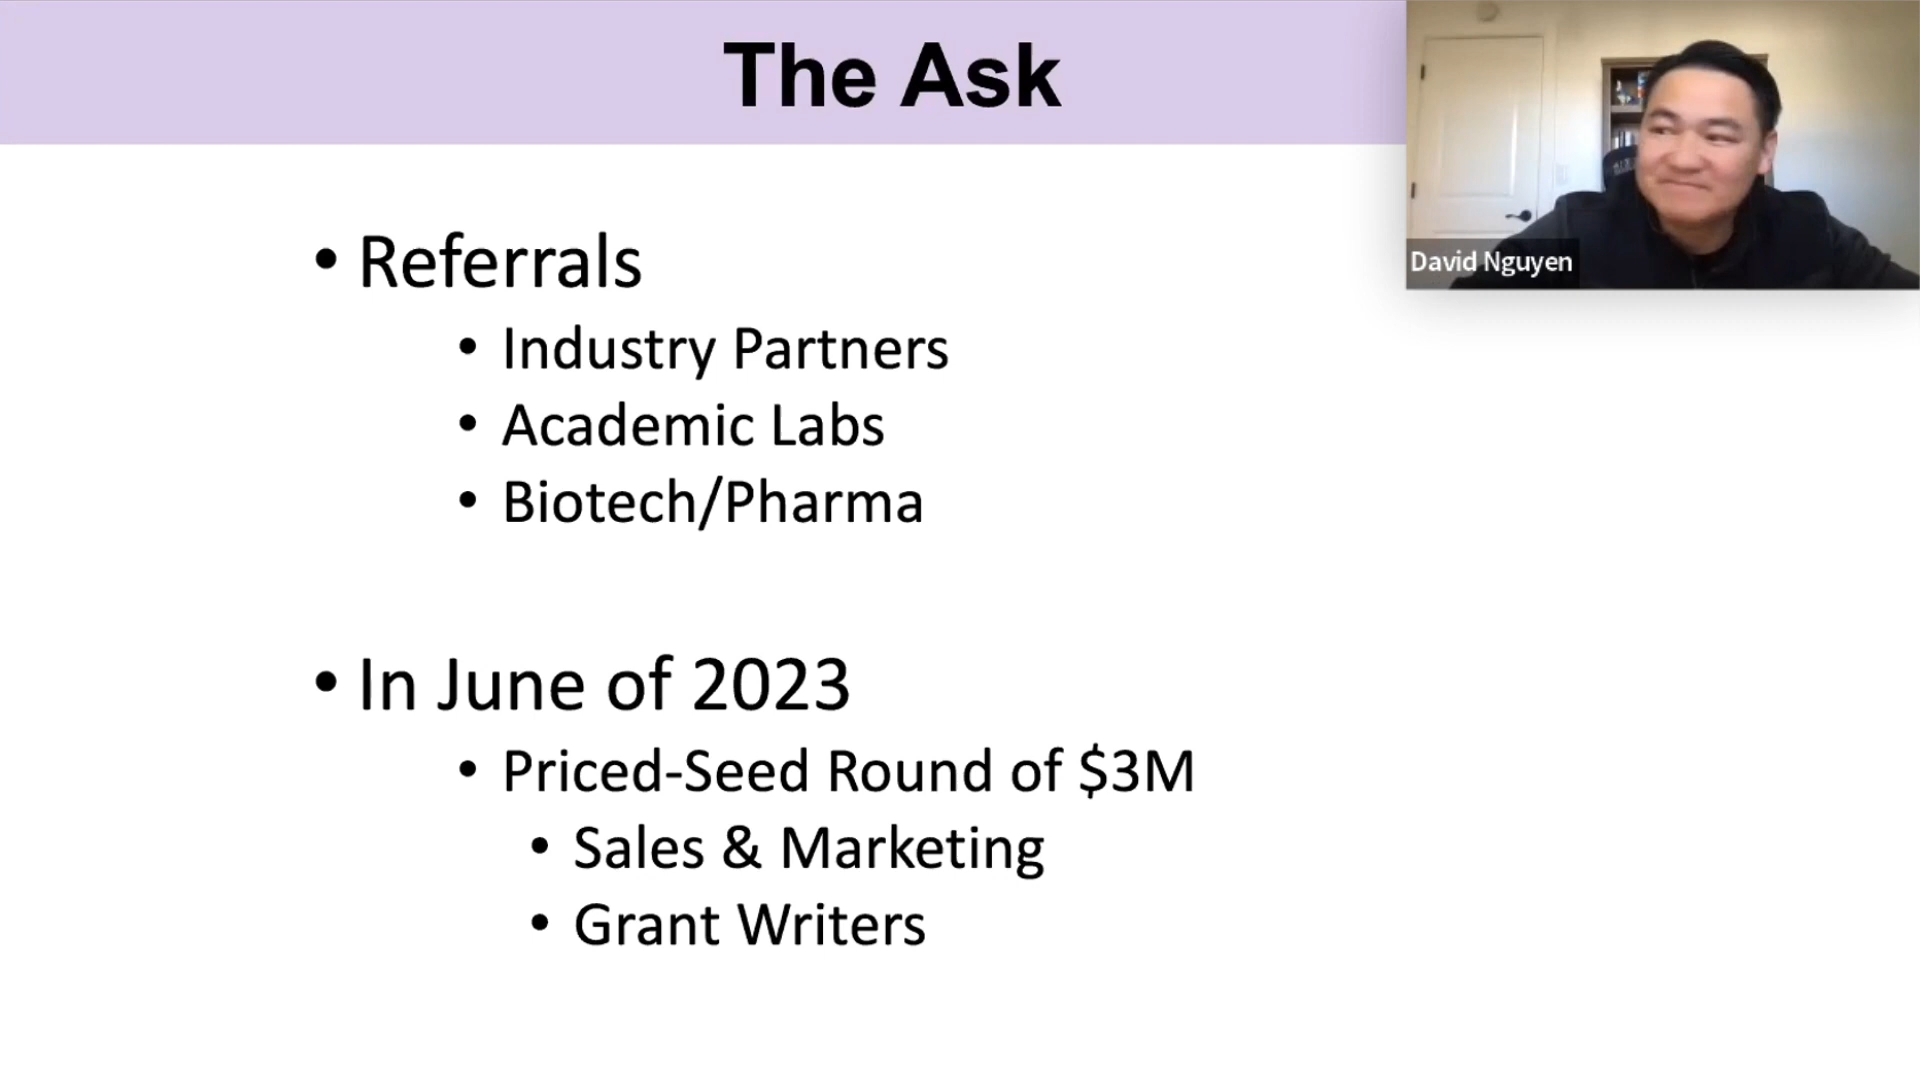 The Ask
David Nguyen
• Referrals
• Industry Partners
• Academic Labs
• Biotech/Pharma
• In June of 2023
• Priced-Seed Round of $3M
• Sales & Marketing
• Grant Writers